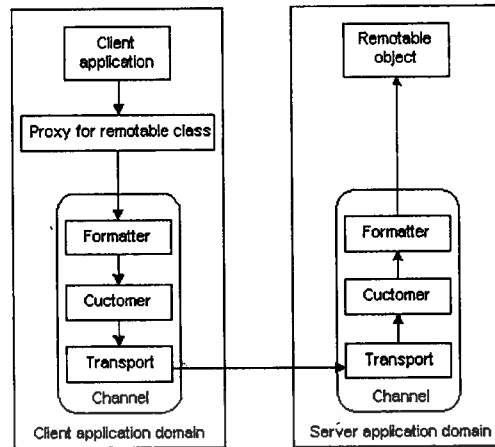 Client
application
Proxy for remotable class
Formatter
Cuctomer
Transport
Channel
Client application domain
Remotable
object
Formatter
Cuctomer
Transport
Channel
Server application domain